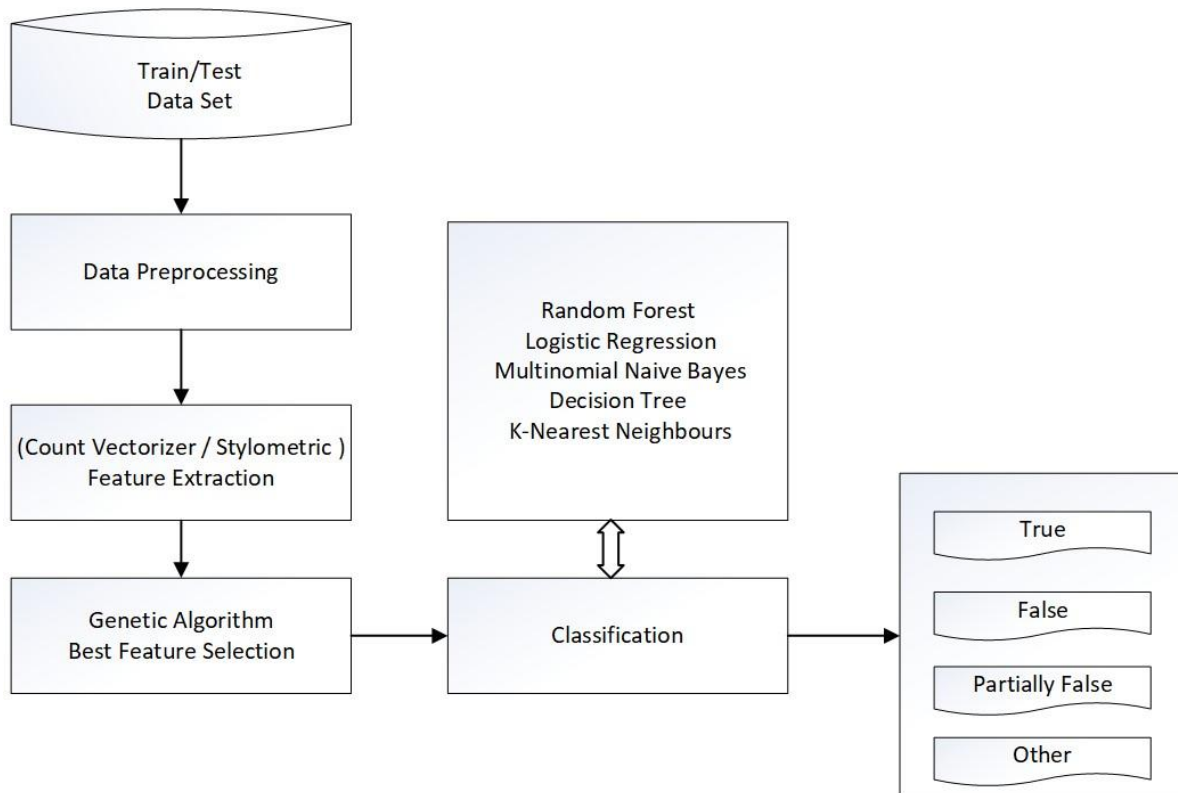 Train/Test
Data Set
Data Preprocessing
(Count Vectorizer / Stylometric )
Feature Extraction
Genetic Algorithm
Best Feature Selection
Random Forest
Logistic Regression
Multinomial Naive Bayes
Decision Tree
K-Nearest Neighbours
Classification
True
False
Partially False
Other